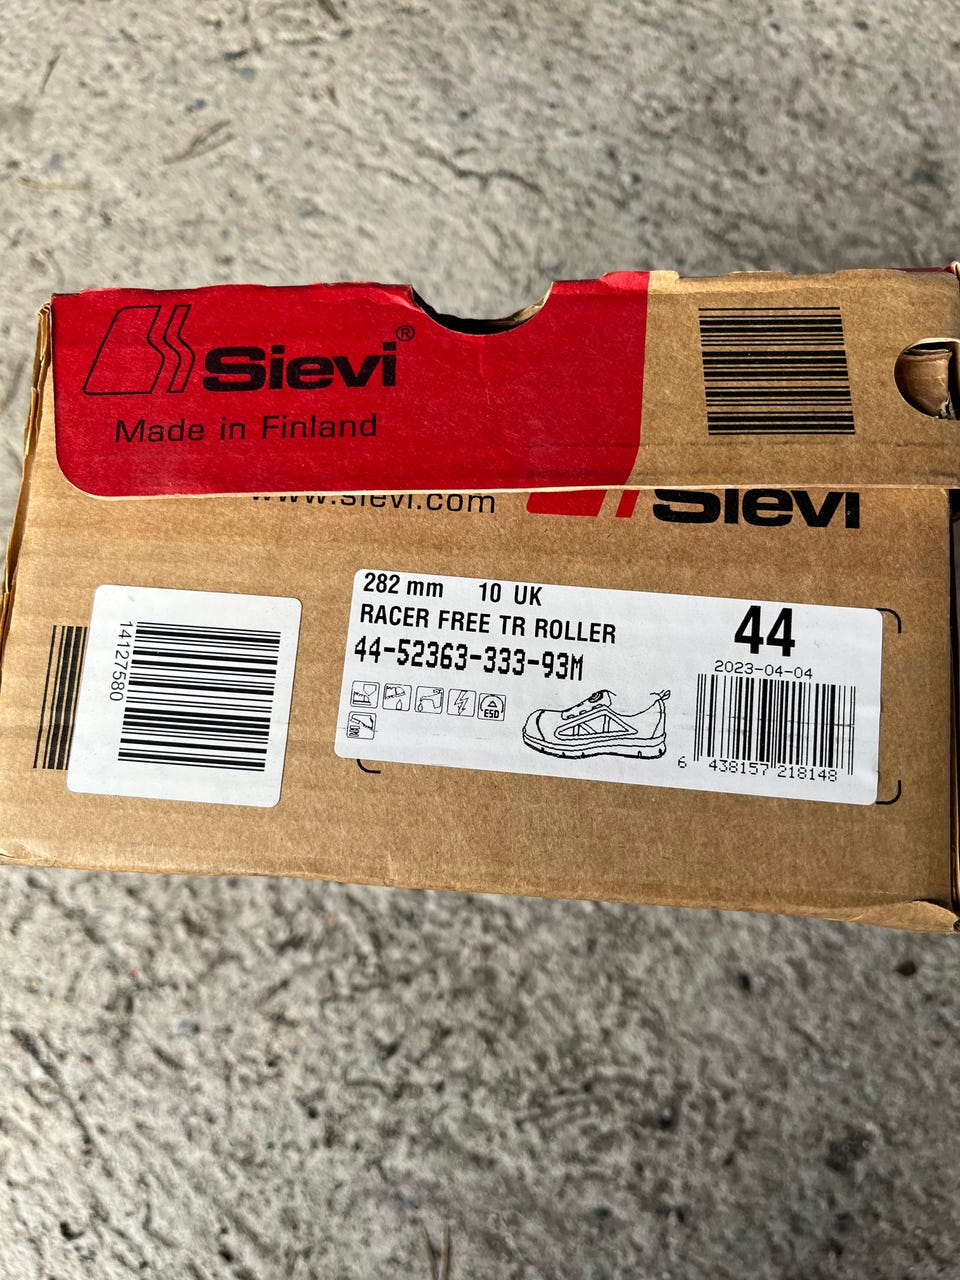 Sievi®
Made in Finland
www.sievi.com
Sievi
14127580
282 mm 10 UK
RACER FREE TR ROLLER
44-52363-333-93M
44
2023-04-04
ESD
6 438157 218148